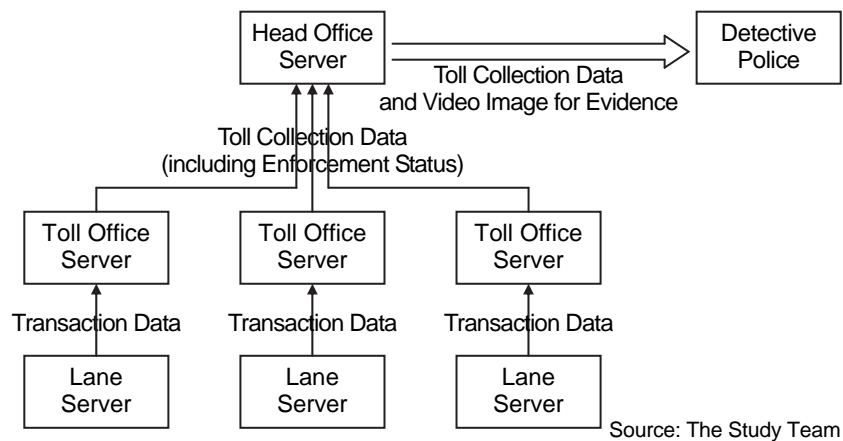 Head Office
Server
Detective
Police
Toll Collection Data
and Video Image for Evidence
Toll Collection Data
(including Enforcement Status)
Toll Office
Server
Toll Office
Server
Toll Office
Server
Transaction Data
Transaction Data
Transaction Data
Lane
Server
Lane
Server
Lane
Server
Source: The Study Team